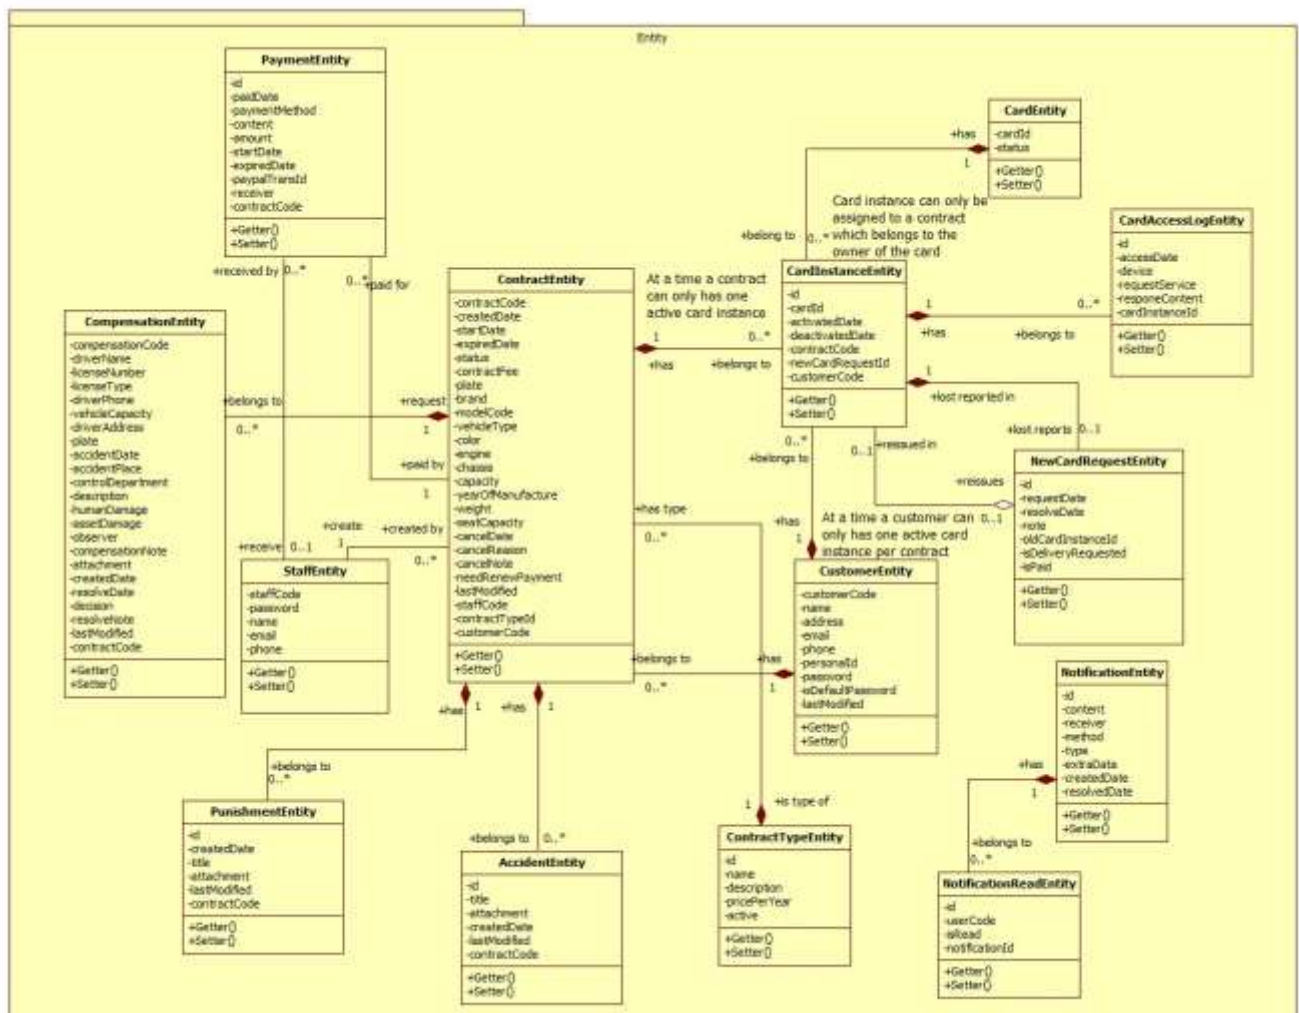 Entity
PaymentEntity
-id
-paidDate
-paymentMethod
-content
-amount
-startDate
-expiredDate
-paypalTransId
-receiver
-contractCode
+Getter()
+Setter()
+received by
0..*
0..*
+paid for
CardEntity
-cardId
-status
+Getter()
+Setter()
+has
1
Card instance can only be
assigned to a contract
which belongs to the
owner of the card
+belong to
0..*
CardAccessLogEntity
-id
-accessDate
-device
-requestService
-responeContent
-cardInstanceId
+Getter()
+Setter()
1
+has
0..*
+belongs to
CardInstanceEntity
-id
-cardId
-activatedDate
-deactivatedDate
-contractCode
-newCardRequestId
-customerCode
+Getter()
+Setter()
At a time a contract
can only has one
active card instance
1
+has
0..*
+belongs to
ContractEntity
-contractCode
-createdDate
-startDate
-expiredDate
-status
-contractFee
-plate
-brand
-modelCode
-vehicleType
-color
-engine
-chassis
-capacity
-yearOfManufacture
-weight
-seatCapacity
-cancelDate
-cancelReason
-cancelNote
-needRenewPayment
-lastModified
-staffCode
-contractTypeId
-customerCode
+Getter()
+Setter()
CompensationEntity
-compensationCode
-driverName
-licenseNumber
-licenseType
-driverPhone
-vehicleCapacity
-driverAddress
-plate
-accidentDate
-accidentPlace
-controlDepartment
-description
-humanDamage
-assetDamage
-observer
-compensationNote
-attachment
-createdDate
-resolveDate
-decision
-resolveNote
-lastModified
-contractCode
+Getter()
+Setter()
+belongs to
0..*
+request
1
+paid by
1
+create
1
+created by
0..*
+receive
0..1
StaffEntity
-staffCode
-password
-name
-email
-phone
+Getter()
+Setter()
1
+lost reported in
+lost reports
0..1
0..*
+belongs to
0..1
+reissued in
+reissues
0..1
NewCardRequestEntity
-id
-requestDate
-resolveDate
-note
-oldCardInstanceId
-isDeliveryRequested
-isPaid
+Getter()
+Setter()
+has type
0..*
+has
1
At a time a customer can
only has one active card
instance per contract
CustomerEntity
-customerCode
-name
-address
-email
-phone
-personalId
-password
-isDefaultPassword
-lastModified
+Getter()
+Setter()
+belongs to
0..*
+has
1
+has
1
+has
1
+belongs to
0..*
PunishmentEntity
-id
-createdDate
-title
-attachment
-lastModified
-contractCode
+Getter()
+Setter()
+belongs to
0..*
AccidentEntity
-id
-title
-attachment
-createdDate
-lastModified
-contractCode
+Getter()
+Setter()
1
+is type of
ContractTypeEntity
-id
-name
-description
-pricePerYear
-active
+Getter()
+Setter()
NotificationEntity
-id
-content
-receiver
-method
-type
-extraData
-createdDate
-resolvedDate
+Getter()
+Setter()
+has
1
+belongs to
0..*
NotificationReadEntity
-id
-userCode
-isRead
-notificationId
+Getter()
+Setter()